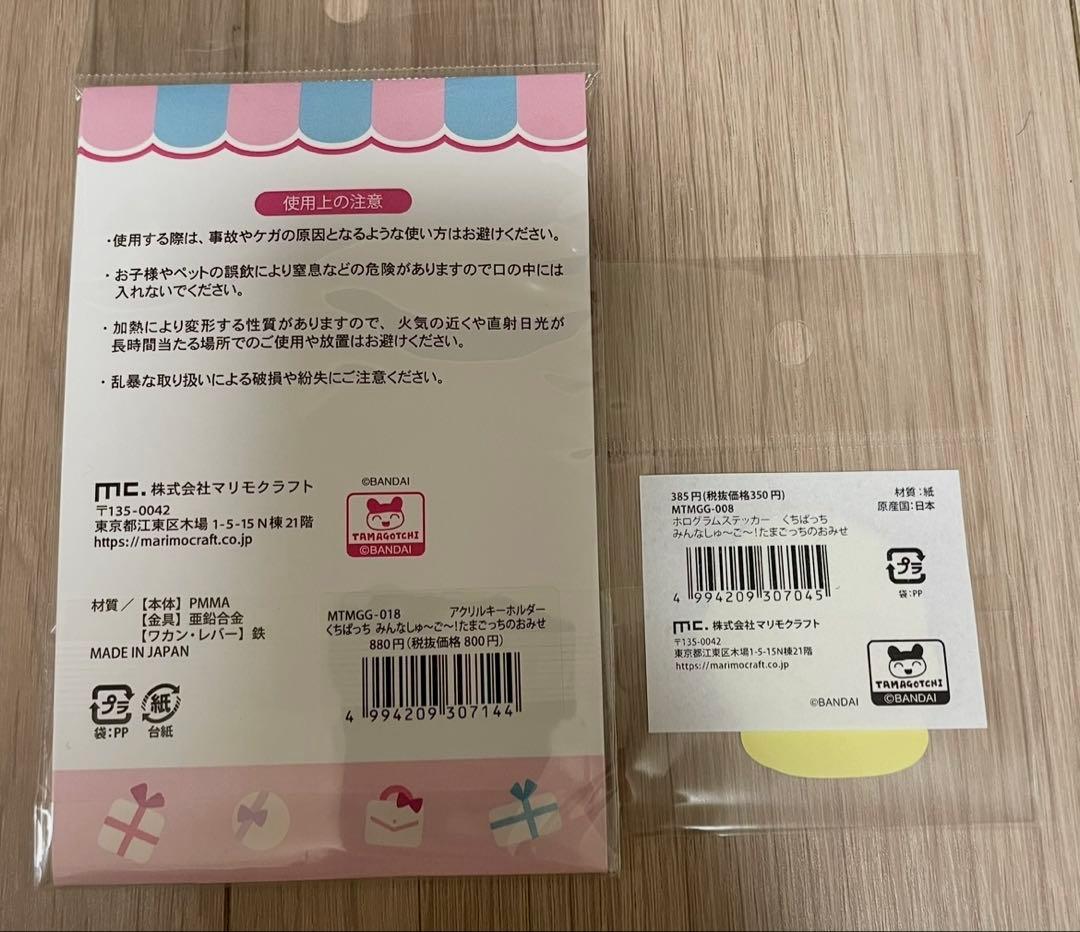 使用上の注意
・使用する際は、事故やケガの原因となるような使い方はお避けください。
・お子様やペットの誤飲により窒息などの危険がありますので口の中には
入れないでください。
・加熱により変形する性質がありますので、火気の近くや直射日光が
長時間当たる場所でのご使用や放置はお避けください。
・乱暴な取り扱いによる破損や紛失にご注意ください。
mc. 株式会社マリモクラフト
〒135-0042
東京都江東区木場 1-5-15 N棟 21階
https://marimocraft.co.jp
©BANDAI
TAMAGOTCHI
©BANDAI
材質／【本体】PMMA
【金具】亜鉛合金
【ワカン・レバー】鉄
MADE IN JAPAN
プラ
袋:PP
紙
台紙
MTMGG-018 アクリルキーホルダー
くちぱっち みんなしゅ〜ご〜!たまごっちのおみせ
880円(税抜価格 800円)
4 994209 307144
385円(税抜価格350円)
MTMGG-008
ホログラムステッカー くちぱっち
みんなしゅ〜ご〜!たまごっちのおみせ
材質:紙
原産国:日本
4 994209 307045
プラ
袋:PP
mc. 株式会社マリモクラフト
〒135-0042
東京都江東区木場1-5-15N棟21階
https://marimocraft.co.jp
©BANDAI
TAMAGOTCHI
©BANDAI